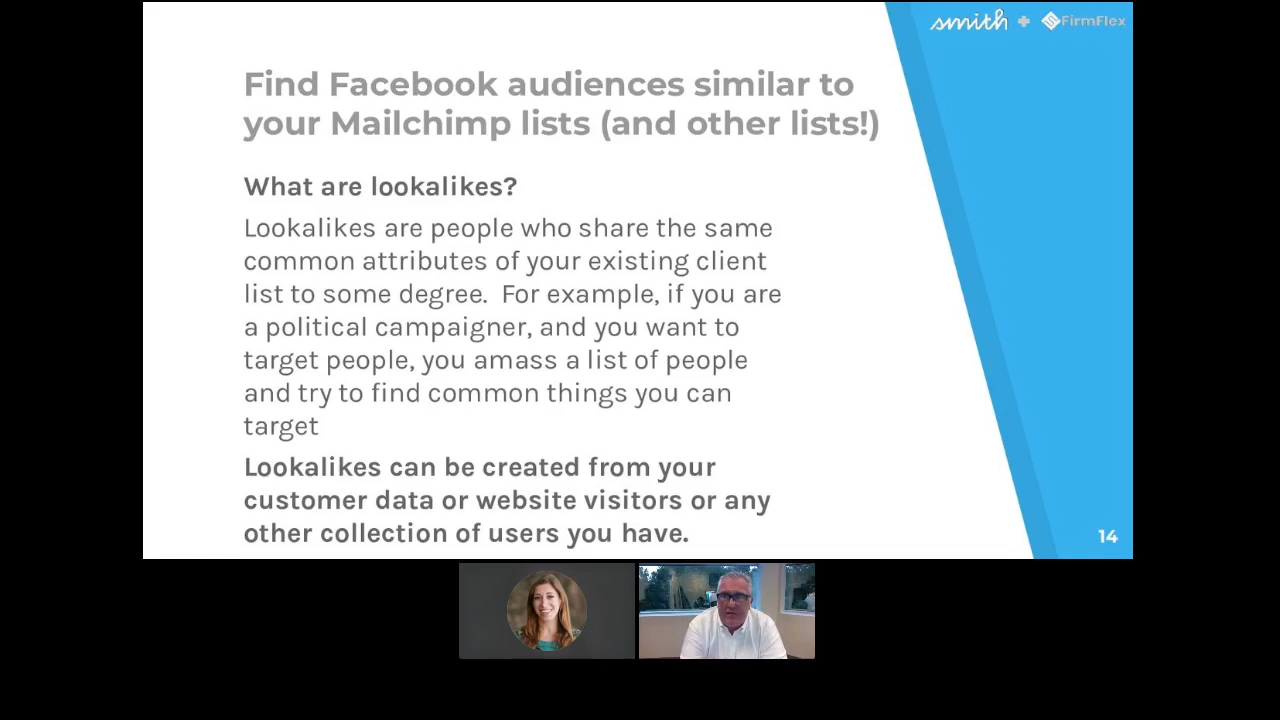 smith + FirmFlex
Find Facebook audiences similar to
your Mailchimp lists (and other lists!)
What are lookalikes?
Lookalikes are people who share the same
common attributes of your existing client
list to some degree.  For example, if you are
a political campaigner, and you want to
target people, you amass a list of people
and try to find common things you can
target
Lookalikes can be created from your
customer data or website visitors or any
other collection of users you have.
14